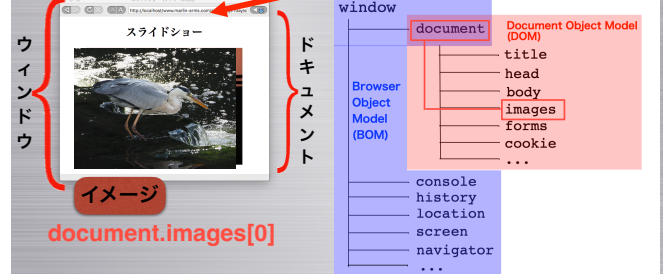 ウィンドウ
スライドショー
ドキュメント
イメージ
document.images[0]
window
document
Document Object Model
(DOM)
title
head
body
images
forms
cookie
...
Browser
Object
Model
(BOM)
console
history
location
screen
navigator
...